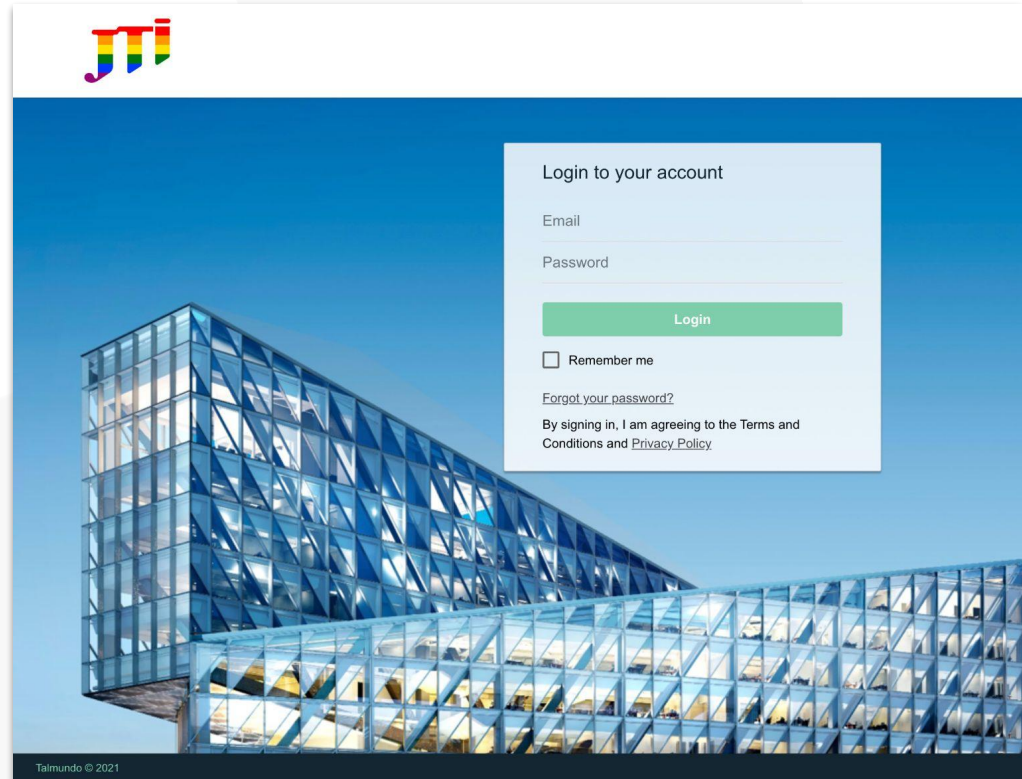 JTi
Login to your account
Email
Password
Login
Remember me
Forgot your password?
By signing in, I am agreeing to the Terms and
Conditions and Privacy Policy
Talmundo © 2021